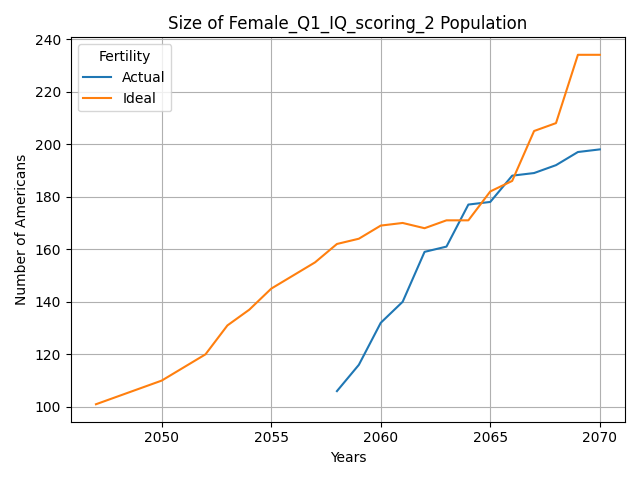 Size of Female_Q1_IQ_scoring_2 Population
Number of Americans
240
220
200
180
160
140
120
100
Fertility
Actual
Ideal
2050
2055
2060
2065
2070
Years